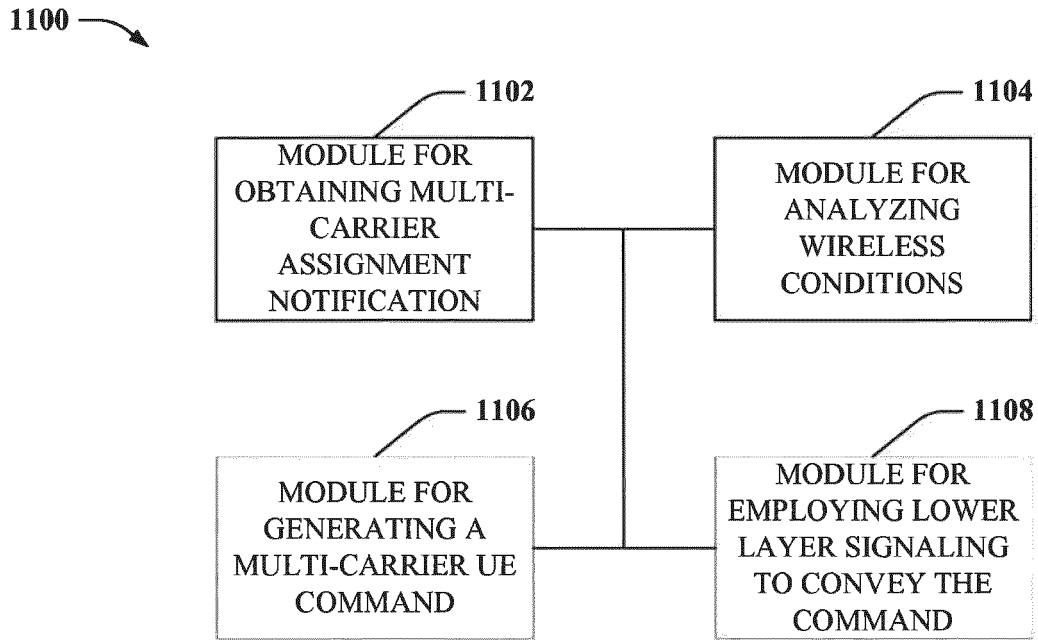 1100
1102
MODULE FOR
OBTAINING MULTI-
CARRIER
ASSIGNMENT
NOTIFICATION
1104
MODULE FOR
ANALYZING
WIRELESS
CONDITIONS
1106
MODULE FOR
GENERATING A
MULTI-CARRIER UE
COMMAND
1108
MODULE FOR
EMPLOYING LOWER
LAYER SIGNALING
TO CONVEY THE
COMMAND